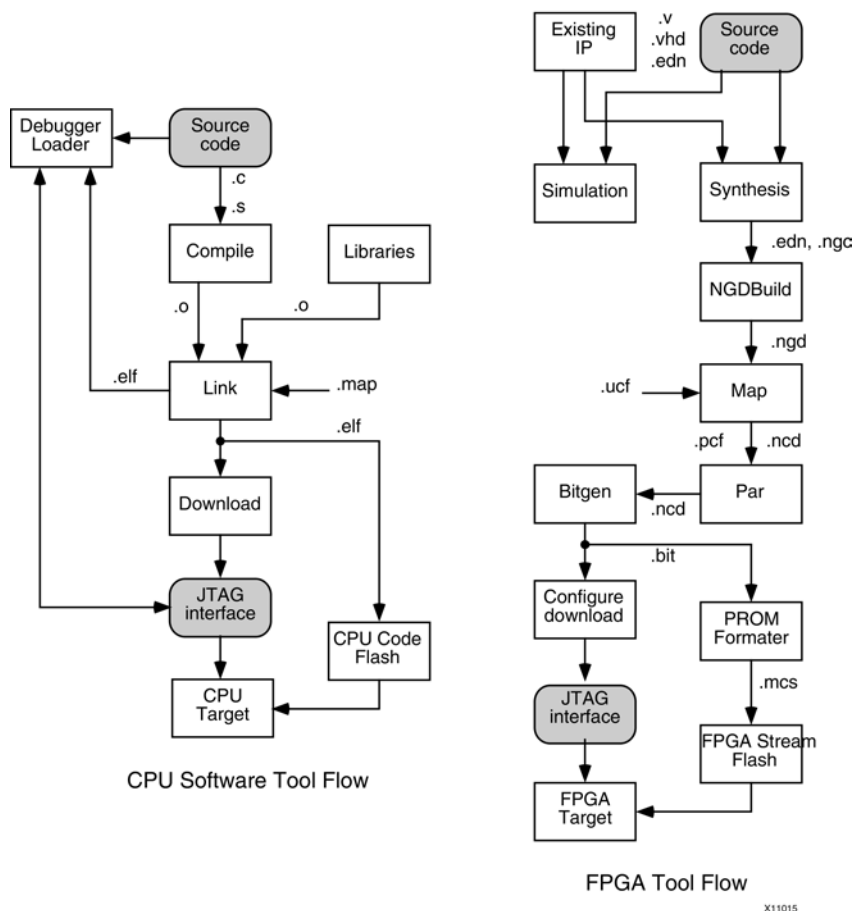 Debugger
Loader
Source
code
.c
.s
Compile
Libraries
.o
.o
.elf
Link
.map
.elf
Download
JTAG
interface
CPU Code
Flash
CPU
Target
CPU Software Tool Flow
Existing
IP
.v
.vhd
.edn
Source
code
Simulation
Synthesis
.edn, .ngc
NGDBuild
.ngd
.ucf
Map
.pcf
.ncd
Bitgen
.ncd
Par
.bit
Configure
download
PROM
Formater
.mcs
JTAG
interface
FPGA Stream
Flash
FPGA
Target
FPGA Tool Flow
X11015